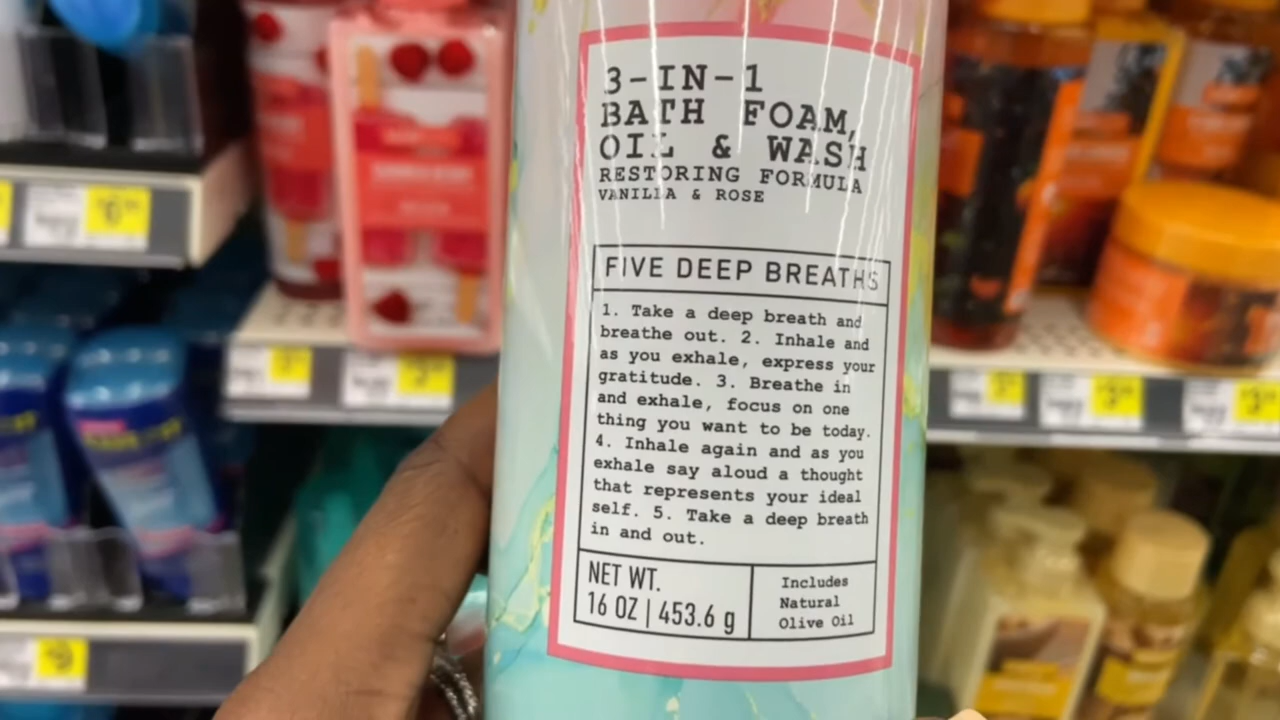 3-IN-1
BATH FOAM,
OIL & WASH
RESTORING FORMULA
VANILLA & ROSE
FIVE DEEP BREATHS
1. Take a deep breath and
breathe out. 2. Inhale and
as you exhale, express your
gratitude. 3. Breathe in
and exhale, focus on one
thing you want to be today.
4. Inhale again and as you
exhale say aloud a thought
that represents your ideal
self. 5. Take a deep breath
in and out.
NET WT.
16 OZ | 453.6 g
Includes
Natural
Olive Oil